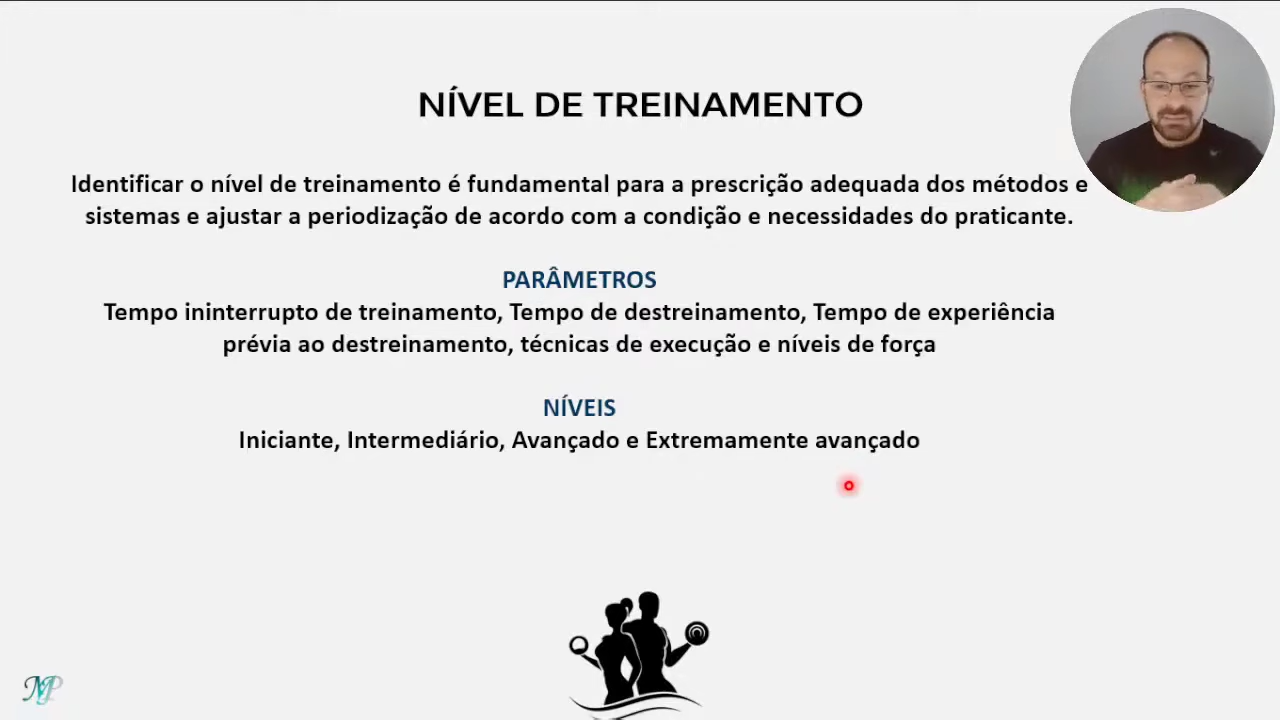 NÍVEL DE TREINAMENTO
Identificar o nível de treinamento é fundamental para a prescrição adequada dos métodos e
sistemas e ajustar a periodização de acordo com a condição e necessidades do praticante.
PARÂMETROS
Tempo ininterrupto de treinamento, Tempo de destreinamento, Tempo de experiência
prévia ao destreinamento, técnicas de execução e níveis de força
NÍVEIS
Iniciante, Intermediário, Avançado e Extremamente avançado
MP